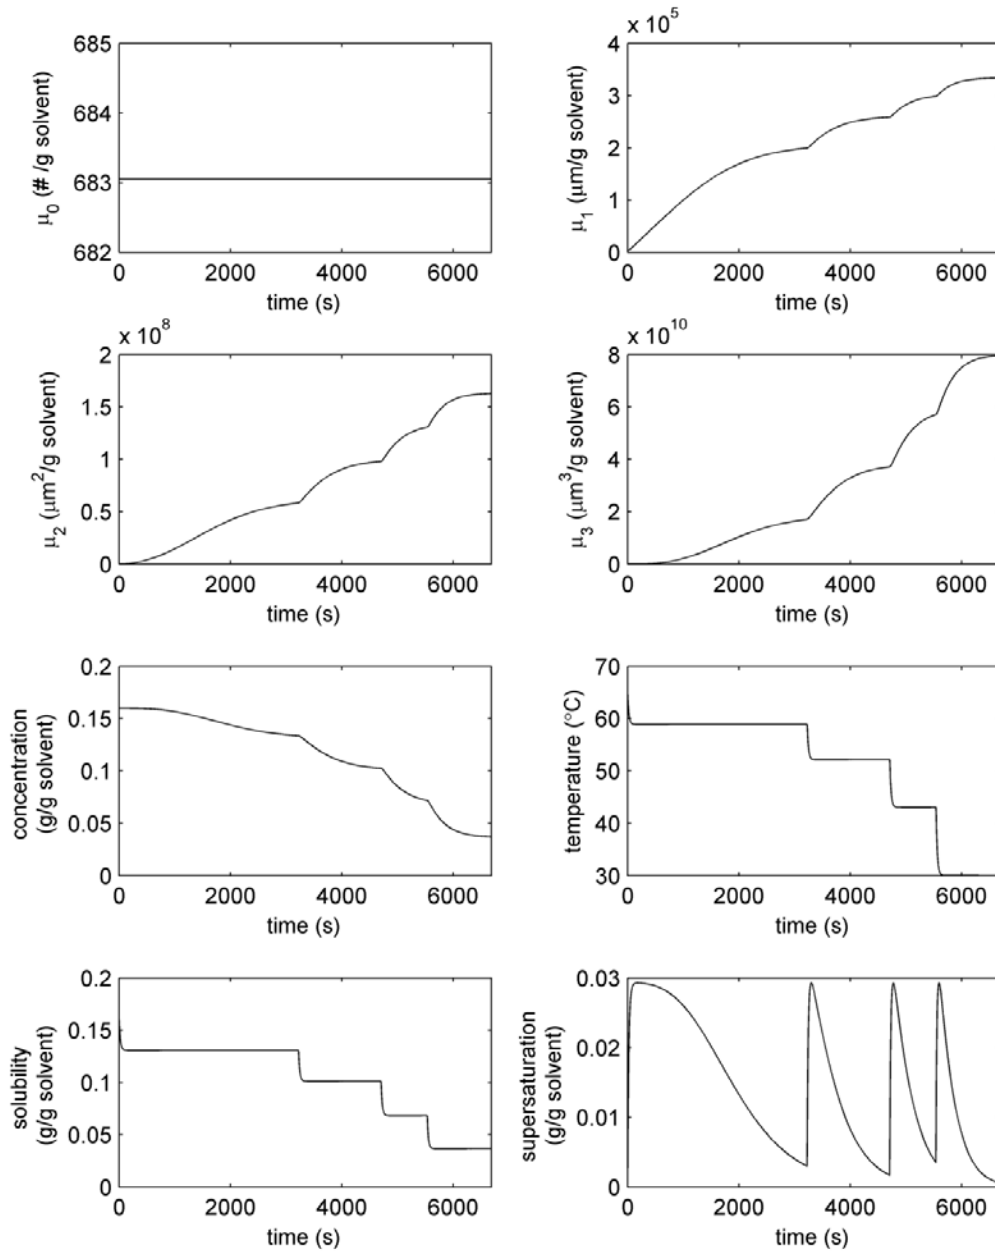 685
684
683
682
μ0 (# /g solvent)
0 2000 4000 6000
time (s)
x 10^5
4
3
2
1
0
μ1 (μm/g solvent)
0 2000 4000 6000
time (s)
x 10^8
2
1.5
1
0.5
0
μ2 (μm^2/g solvent)
0 2000 4000 6000
time (s)
x 10^10
8
6
4
2
0
μ3 (μm^3/g solvent)
0 2000 4000 6000
time (s)
0.2
0.15
0.1
0.05
0
concentration
(g/g solvent)
0 2000 4000 6000
time (s)
70
60
50
40
30
temperature (°C)
0 2000 4000 6000
time (s)
0.2
0.15
0.1
0.05
0
solubility
(g/g solvent)
0 2000 4000 6000
time (s)
0.03
0.02
0.01
0
supersaturation
(g/g solvent)
0 2000 4000 6000
time (s)